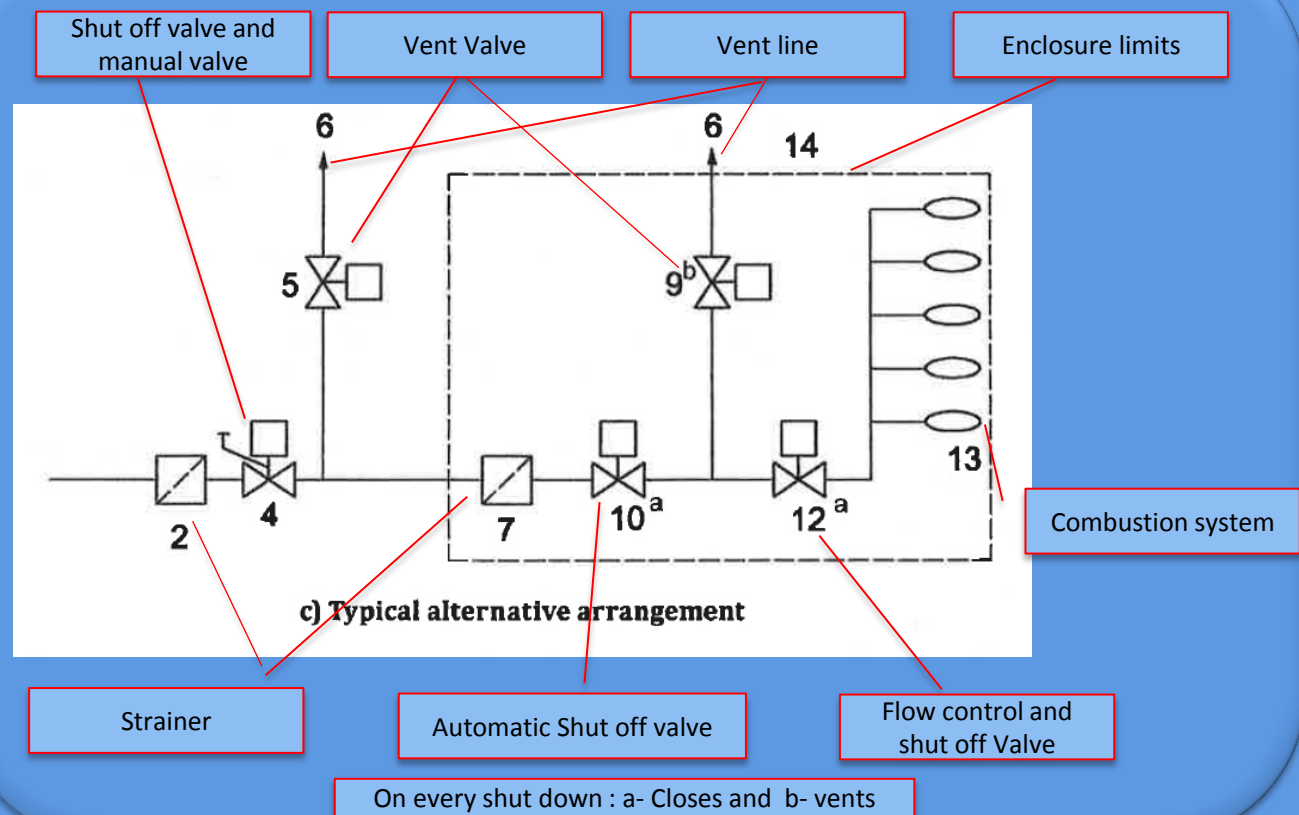 Shut off valve and
manual valve
Vent Valve
Vent line
Enclosure limits
6
6
14
5
9b
2
4
7
10a
12a
13
Combustion system
c) Typical alternative arrangement
Strainer
Automatic Shut off valve
Flow control and
shut off Valve
On every shut down : a- Closes and b- vents